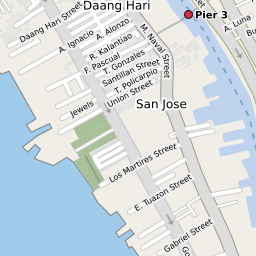 Daang Hari
Pier 3
Daang Hari Street
A. Ignacio
A. Alonzo
R. Kalantiao
F. Pascual
T. Gonzales
Santillan Street
T. Policarpio
Union Street
M. Naval Street
Jewels
San Jose
Los Martires Street
E. Tuazon Street
Gabriel Street
Go